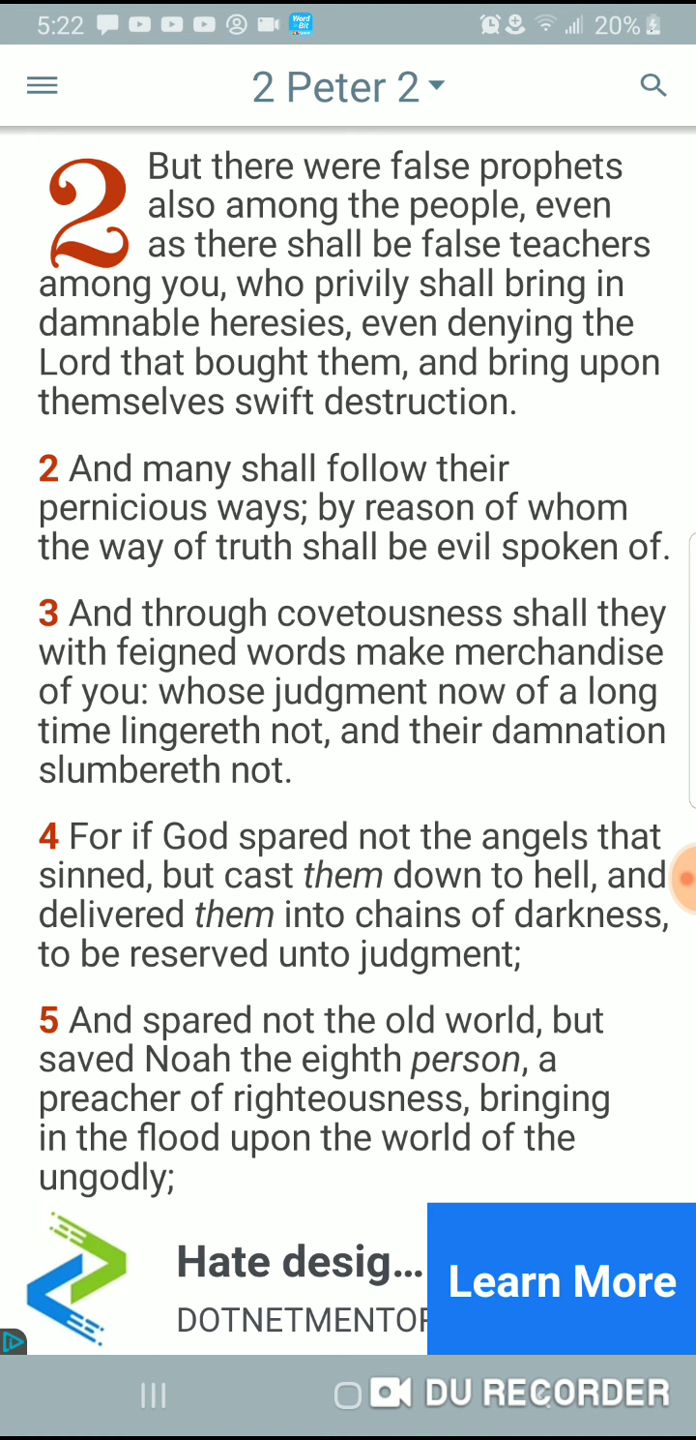 5:22
Word
Bit
20%
2 Peter 2
2 But there were false prophets
also among the people, even
as there shall be false teachers
among you, who privily shall bring in
damnable heresies, even denying the
Lord that bought them, and bring upon
themselves swift destruction.
2 And many shall follow their
pernicious ways; by reason of whom
the way of truth shall be evil spoken of.
3 And through covetousness shall they
with feigned words make merchandise
of you: whose judgment now of a long
time lingereth not, and their damnation
slumbereth not.
4 For if God spared not the angels that
sinned, but cast them down to hell, and
delivered them into chains of darkness,
to be reserved unto judgment;
5 And spared not the old world, but
saved Noah the eighth person, a
preacher of righteousness, bringing
in the flood upon the world of the
ungodly;
Hate desig...
DOTNETMENTOR
Learn More
DU RECORDER